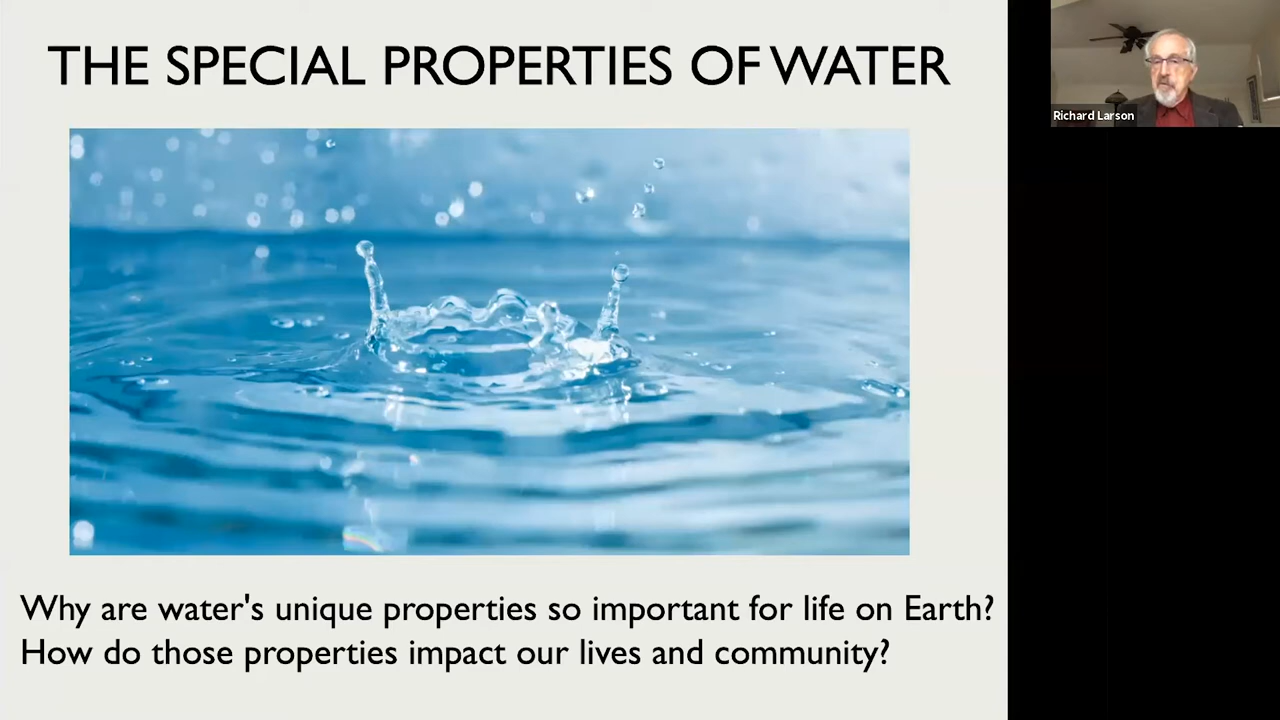 THE SPECIAL PROPERTIES OF WATER
Richard Larson
Why are water's unique properties so important for life on Earth?
How do those properties impact our lives and community?